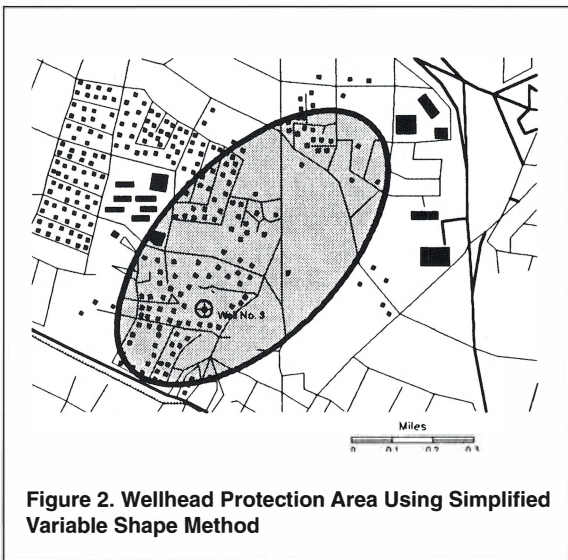 Well No. 3
Miles
0 0.1 0.2 0.3
Figure 2. Wellhead Protection Area Using Simplified
Variable Shape Method